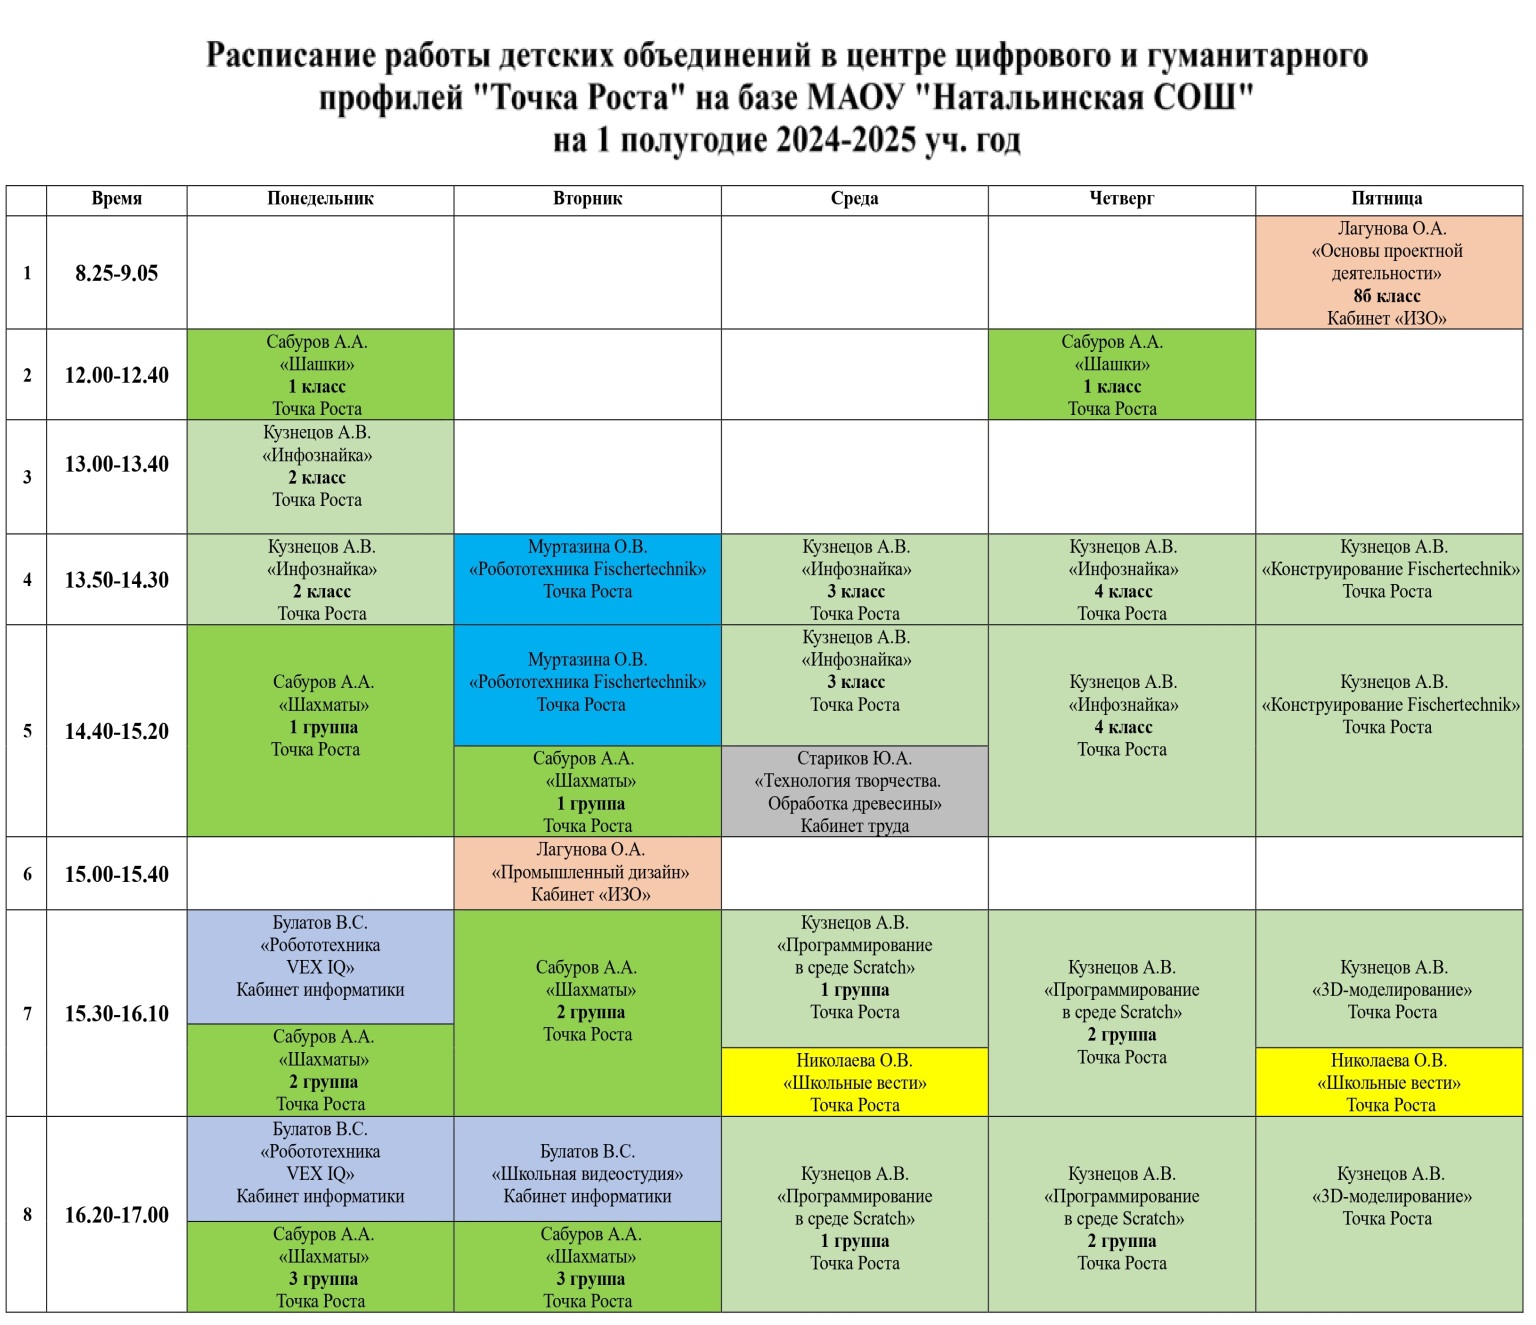 Расписание работы детских объединений в центре цифрового и гуманитарного
профилей "Точка Роста" на базе МАОУ "Натальинская СОШ"
на 1 полугодие 2024-2025 уч. год
Время
Понедельник
Вторник
Среда
Четверг
Пятница
1
8.25-9.05
Лагунова О.А.
«Основы проектной
деятельности»
8б класс
Кабинет «ИЗО»
2
12.00-12.40
Сабуров А.А.
«Шашки»
1 класс
Точка Роста
Сабуров А.А.
«Шашки»
1 класс
Точка Роста
3
13.00-13.40
Кузнецов А.В.
«Инфознайка»
2 класс
Точка Роста
4
13.50-14.30
Кузнецов А.В.
«Инфознайка»
2 класс
Точка Роста
Муртазина О.В.
«Робототехника Fischertechnik»
Точка Роста
Кузнецов А.В.
«Инфознайка»
3 класс
Точка Роста
Кузнецов А.В.
«Инфознайка»
4 класс
Точка Роста
Кузнецов А.В.
«Конструирование Fischertechnik»
Точка Роста
5
14.40-15.20
Сабуров А.А.
«Шахматы»
1 группа
Точка Роста
Муртазина О.В.
«Робототехника Fischertechnik»
Точка Роста
Сабуров А.А.
«Шахматы»
1 группа
Точка Роста
Кузнецов А.В.
«Инфознайка»
3 класс
Точка Роста
Стариков Ю.А.
«Технология творчества.
Обработка древесины»
Кабинет труда
Кузнецов А.В.
«Инфознайка»
4 класс
Точка Роста
Кузнецов А.В.
«Конструирование Fischertechnik»
Точка Роста
6
15.00-15.40
Лагунова О.А.
«Промышленный дизайн»
Кабинет «ИЗО»
7
15.30-16.10
Булатов В.С.
«Робототехника
VEX IQ»
Кабинет информатики
Сабуров А.А.
«Шахматы»
2 группа
Точка Роста
Сабуров А.А.
«Шахматы»
2 группа
Точка Роста
Кузнецов А.В.
«Программирование
в среде Scratch»
1 группа
Точка Роста
Николаева О.В.
«Школьные вести»
Точка Роста
Кузнецов А.В.
«Программирование
в среде Scratch»
2 группа
Точка Роста
Кузнецов А.В.
«3D-моделирование»
Точка Роста
Николаева О.В.
«Школьные вести»
Точка Роста
8
16.20-17.00
Булатов В.С.
«Робототехника
VEX IQ»
Кабинет информатики
Сабуров А.А.
«Шахматы»
3 группа
Точка Роста
Булатов В.С.
«Школьная видеостудия»
Кабинет информатики
Сабуров А.А.
«Шахматы»
3 группа
Точка Роста
Кузнецов А.В.
«Программирование
в среде Scratch»
1 группа
Точка Роста
Кузнецов А.В.
«Программирование
в среде Scratch»
2 группа
Точка Роста
Кузнецов А.В.
«3D-моделирование»
Точка Роста